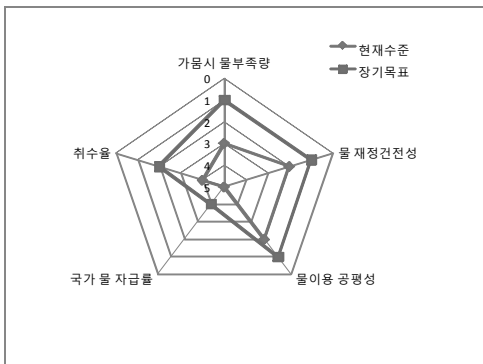 현재수준
장기목표
가뭄시 물부족량
0
1
2
3
4
5
취수율
물 재정건전성
국가 물 자급률
물이용 공평성